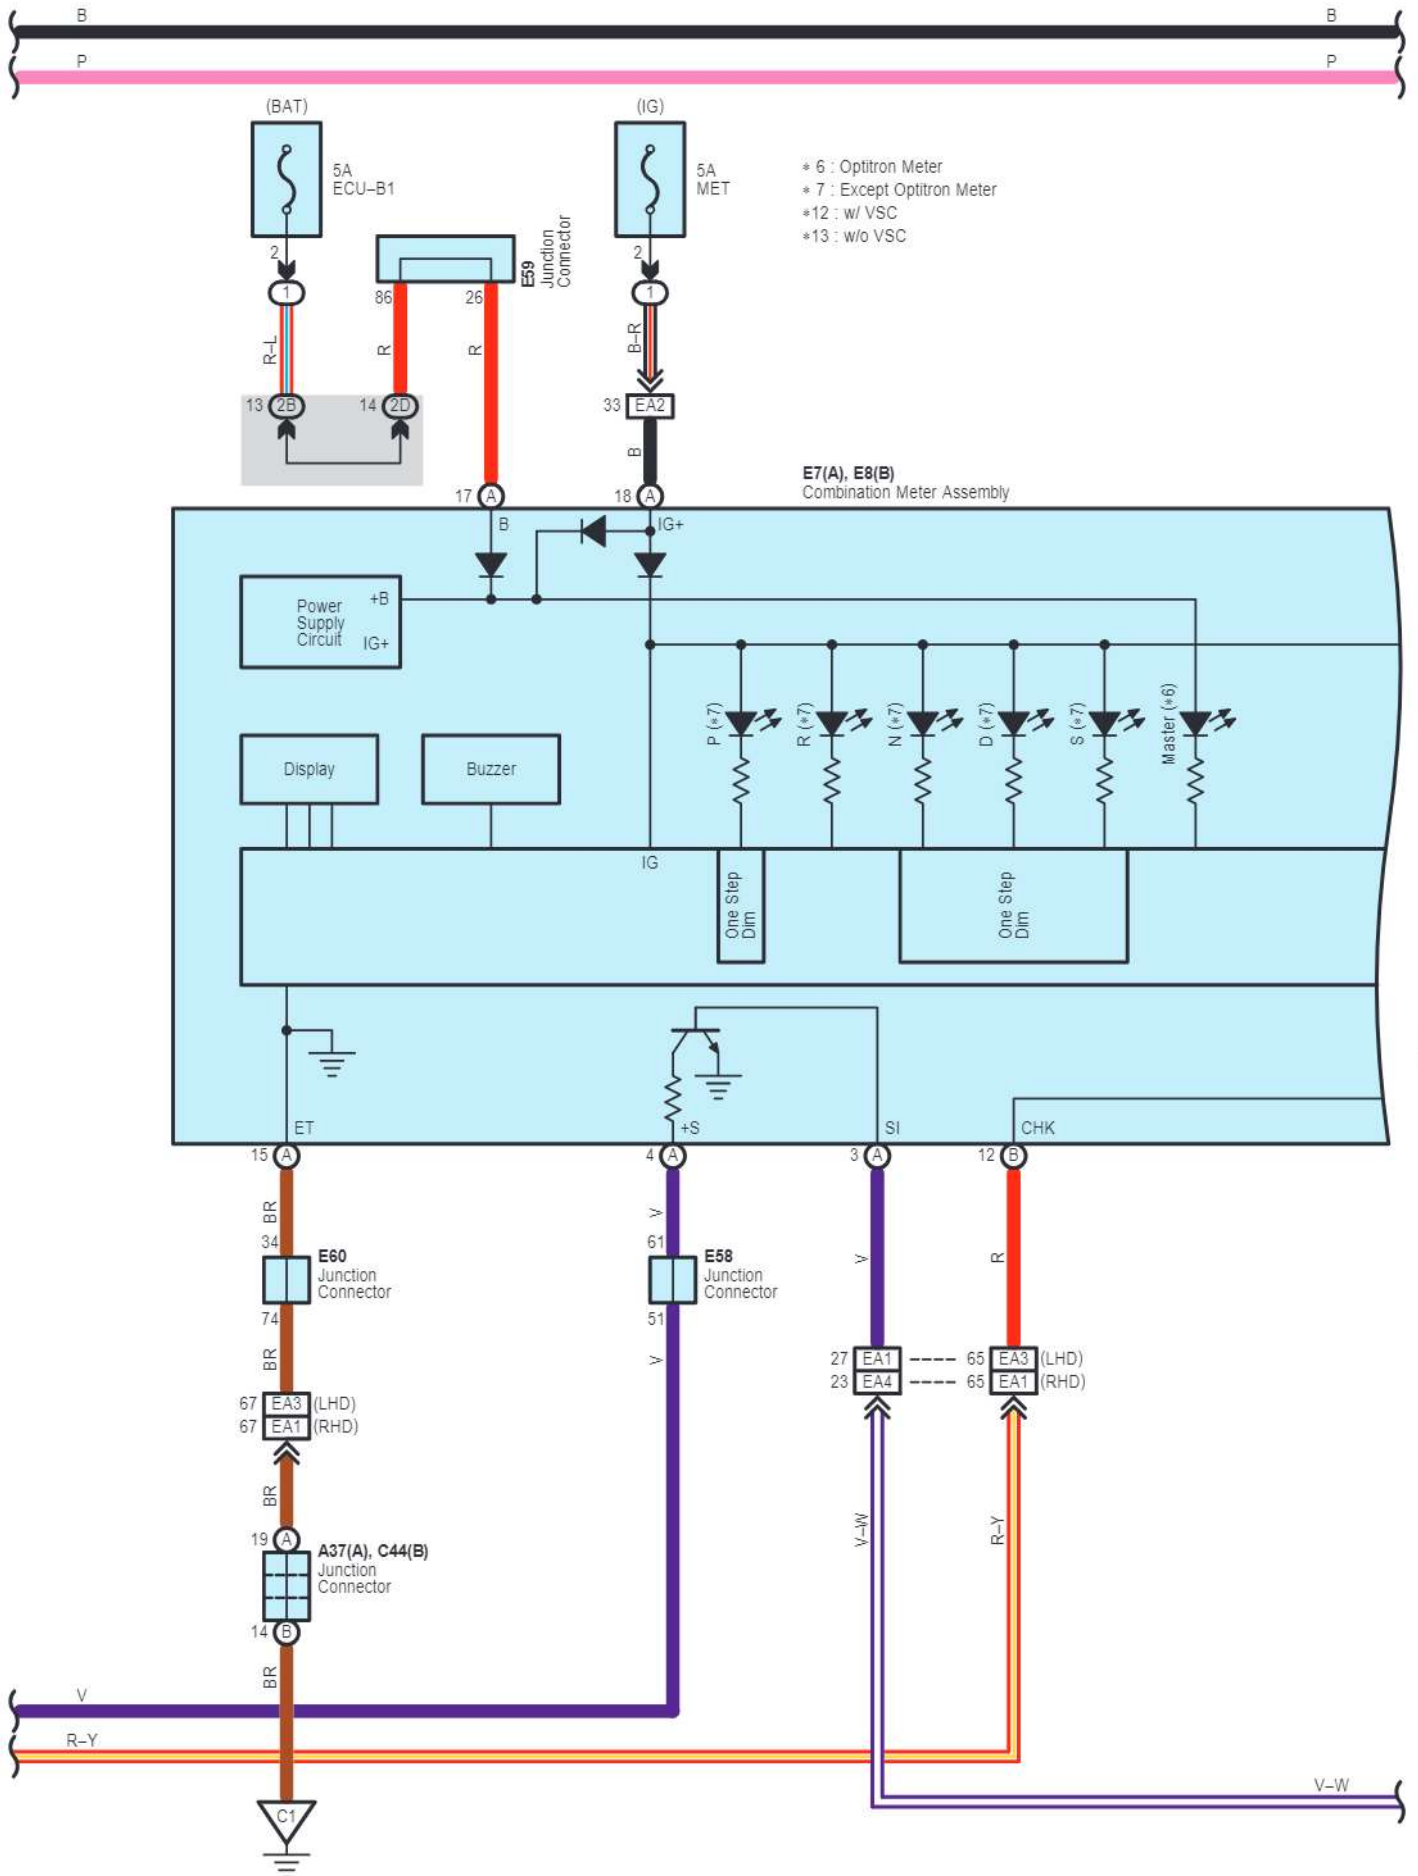 B
B
P
P
(BAT)
(IG)
5A
ECU–B1
5A
MET
∗ 6 : Optitron Meter
∗ 7 : Except Optitron Meter
∗12 : w/ VSC
∗13 : w/o VSC
E59
Junction
Connector
2
2
1
1
86
26
R–L
R
R
B–R
13
2B
14
2D
33
EA2
B
17
A
18
A
E7(A), E8(B)
Combination Meter Assembly
B
IG+
Power
Supply
Circuit
+B
IG+
P (∗7)
R (∗7)
N (∗7)
D (∗7)
S (∗7)
Master (∗6)
Display
Buzzer
IG
One Step
Dim
One Step
Dim
ET
+S
SI
CHK
15
A
4
A
3
A
12
B
BR
V
V
R
34
E60
Junction
Connector
74
61
E58
Junction
Connector
51
BR
V
27
EA1
65
EA3
(LHD)
23
EA4
65
EA1
(RHD)
67
EA3
(LHD)
67
EA1
(RHD)
BR
V–W
R–Y
19
A
A37(A), C44(B)
Junction
Connector
14
B
BR
V
R–Y
V–W
C1